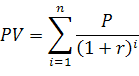 PV = \sum_{i=1}^{n} \frac{P}{(1 + r)^i}